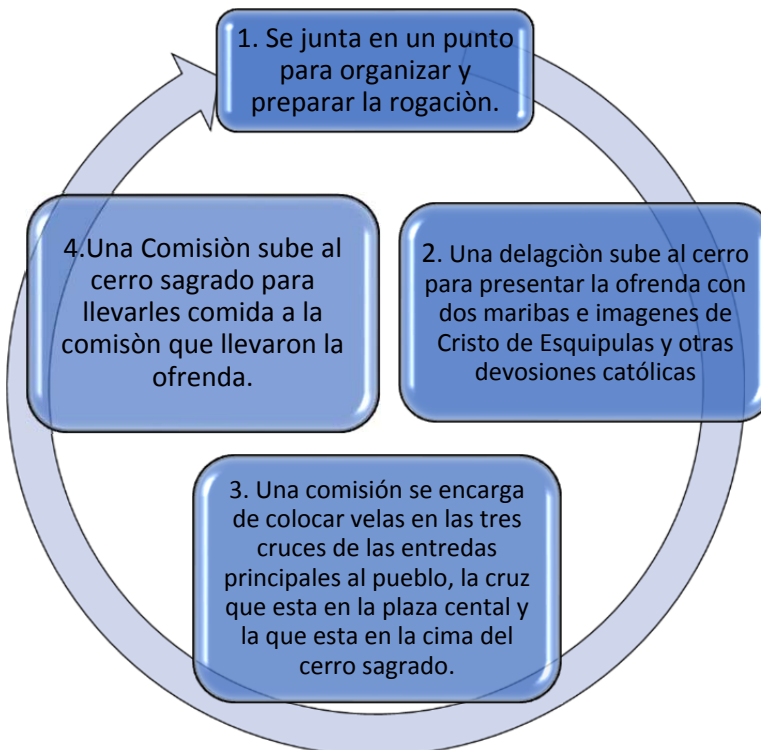 1. Se junta en un punto
para organizar y
preparar la rogaciòn.
2. Una delagciòn sube al cerro
para presentar la ofrenda con
dos maribas e imagenes de
Cristo de Esquipulas y otras
devosiones católicas
3. Una comisión se encarga
de colocar velas en las tres
cruces de las entredas
principales al pueblo, la cruz
que esta en la plaza cental y
la que esta en la cima del
cerro sagrado.
4.Una Comisiòn sube al
cerro sagrado para
llevarles comida a la
comisòn que llevaron la
ofrenda.